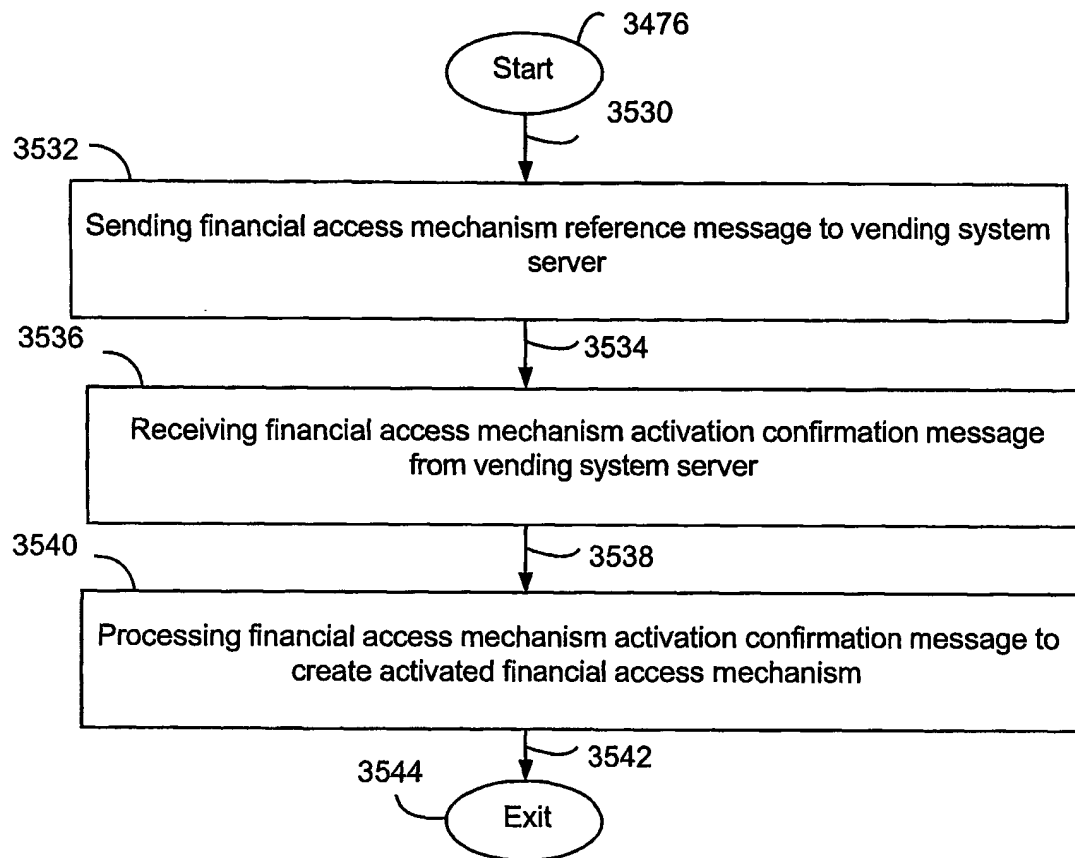 3476
Start
3530
3532
Sending financial access mechanism reference message to vending system
server
3534
3536
Receiving financial access mechanism activation confirmation message
from vending system server
3538
3540
Processing financial access mechanism activation confirmation message to
create activated financial access mechanism
3542
3544
Exit